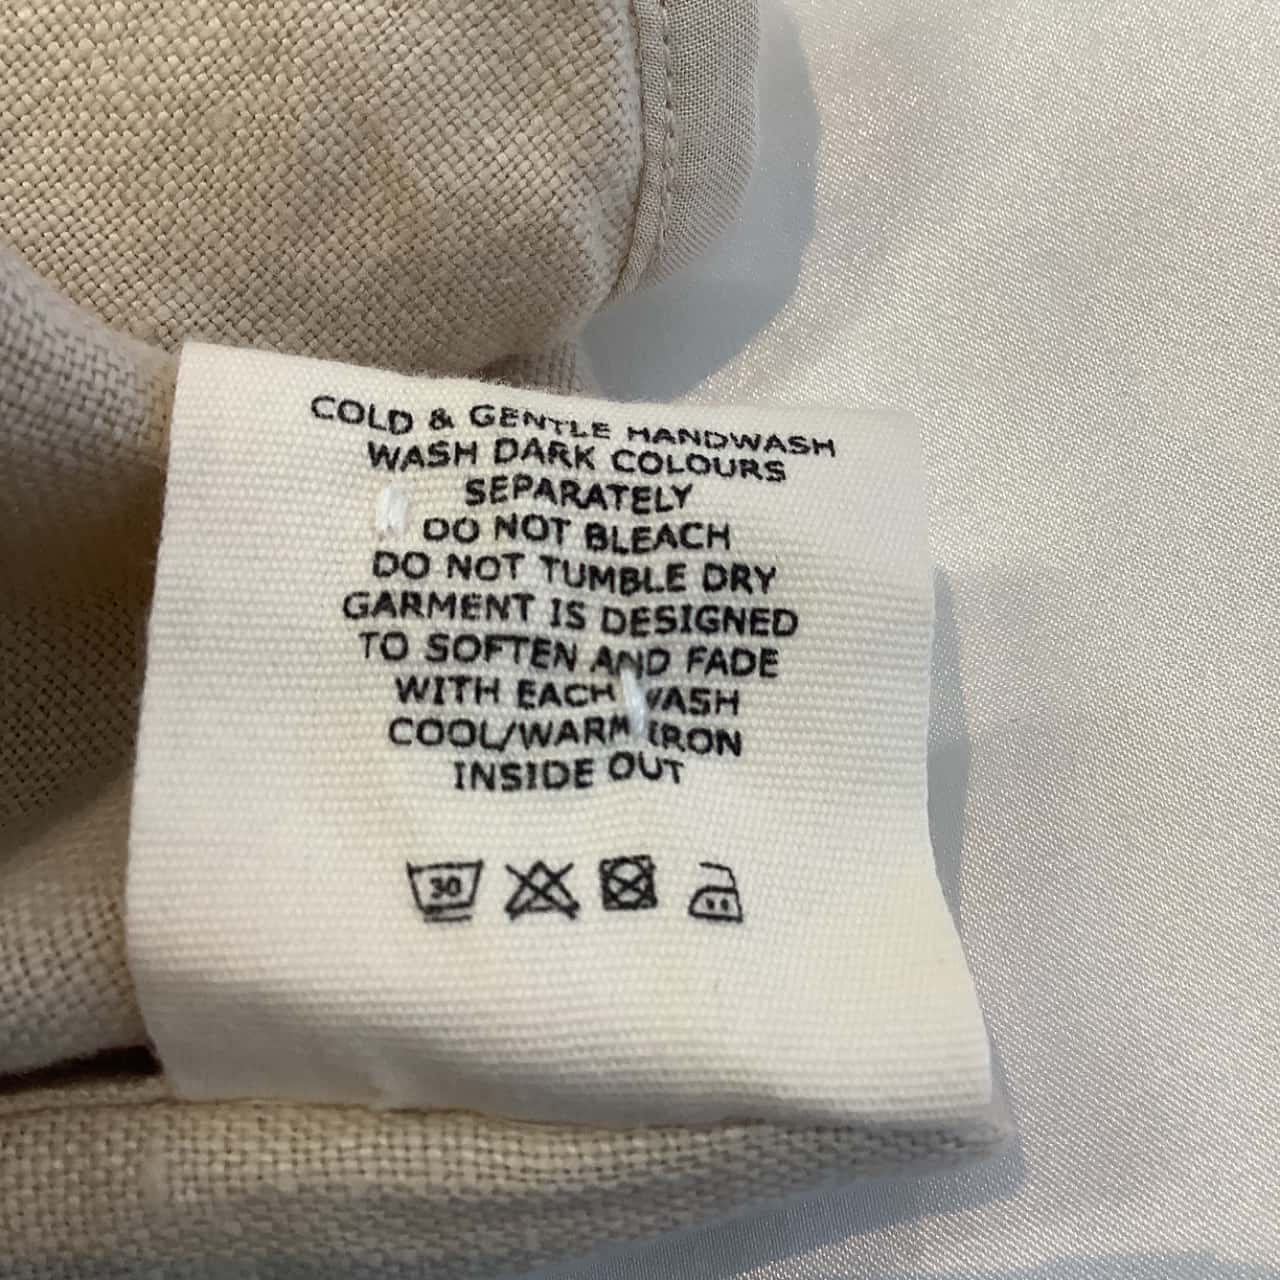 COLD & GENTLE HANDWASH
WASH DARK COLOURS
SEPARATELY
DO NOT BLEACH
DO NOT TUMBLE DRY
GARMENT IS DESIGNED
TO SOFTEN AND FADE
WITH EACH WASH
COOL/WARM IRON
INSIDE OUT
30